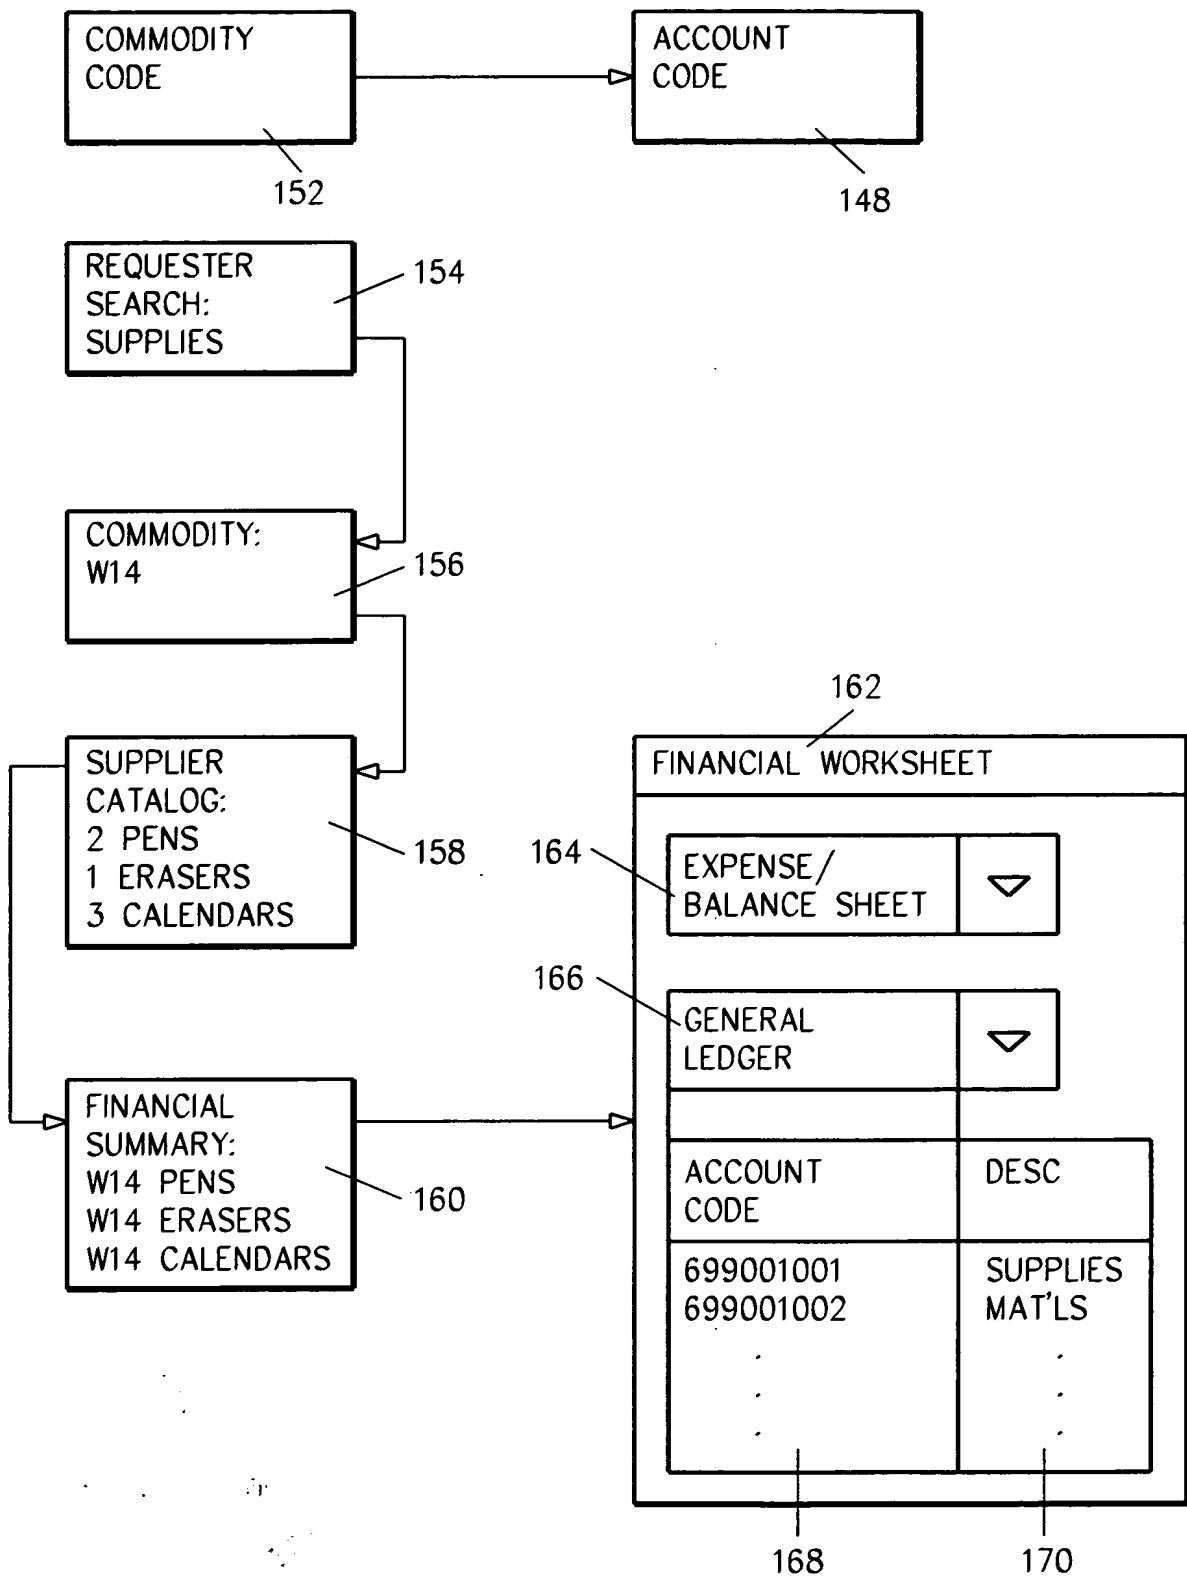 COMMODITY
CODE
152
ACCOUNT
CODE
148
REQUESTER
SEARCH:
SUPPLIES
154
COMMODITY:
W14
156
SUPPLIER
CATALOG:
2 PENS
1 ERASERS
3 CALENDARS
158
FINANCIAL
SUMMARY:
W14 PENS
W14 ERASERS
W14 CALENDARS
160
162
FINANCIAL WORKSHEET
164
EXPENSE/
BALANCE SHEET
166
GENERAL
LEDGER
ACCOUNT
CODE
DESC
699001001 SUPPLIES
699001002 MAT'LS
168
170